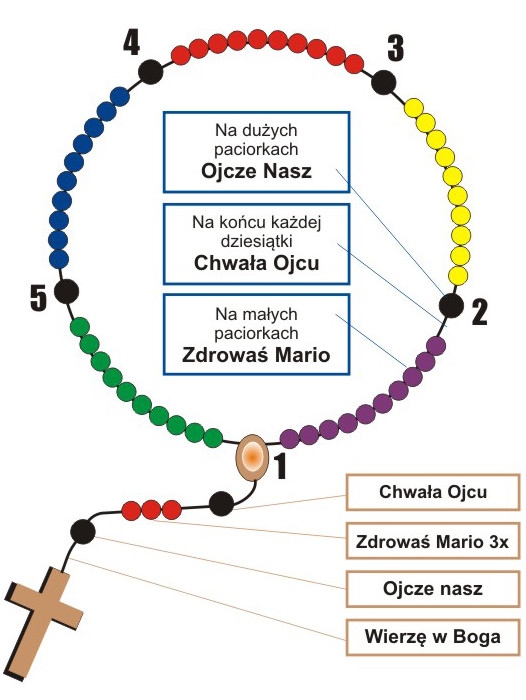 4
3
Na dużych
paciorkach
Ojcze Nasz
Na końcu każdej
dziesiątki
Chwała Ojcu
5
2
Na małych
paciorkach
Zdrowaś Mario
1
Chwała Ojcu
Zdrowaś Mario 3x
Ojcze nasz
Wierzę w Boga